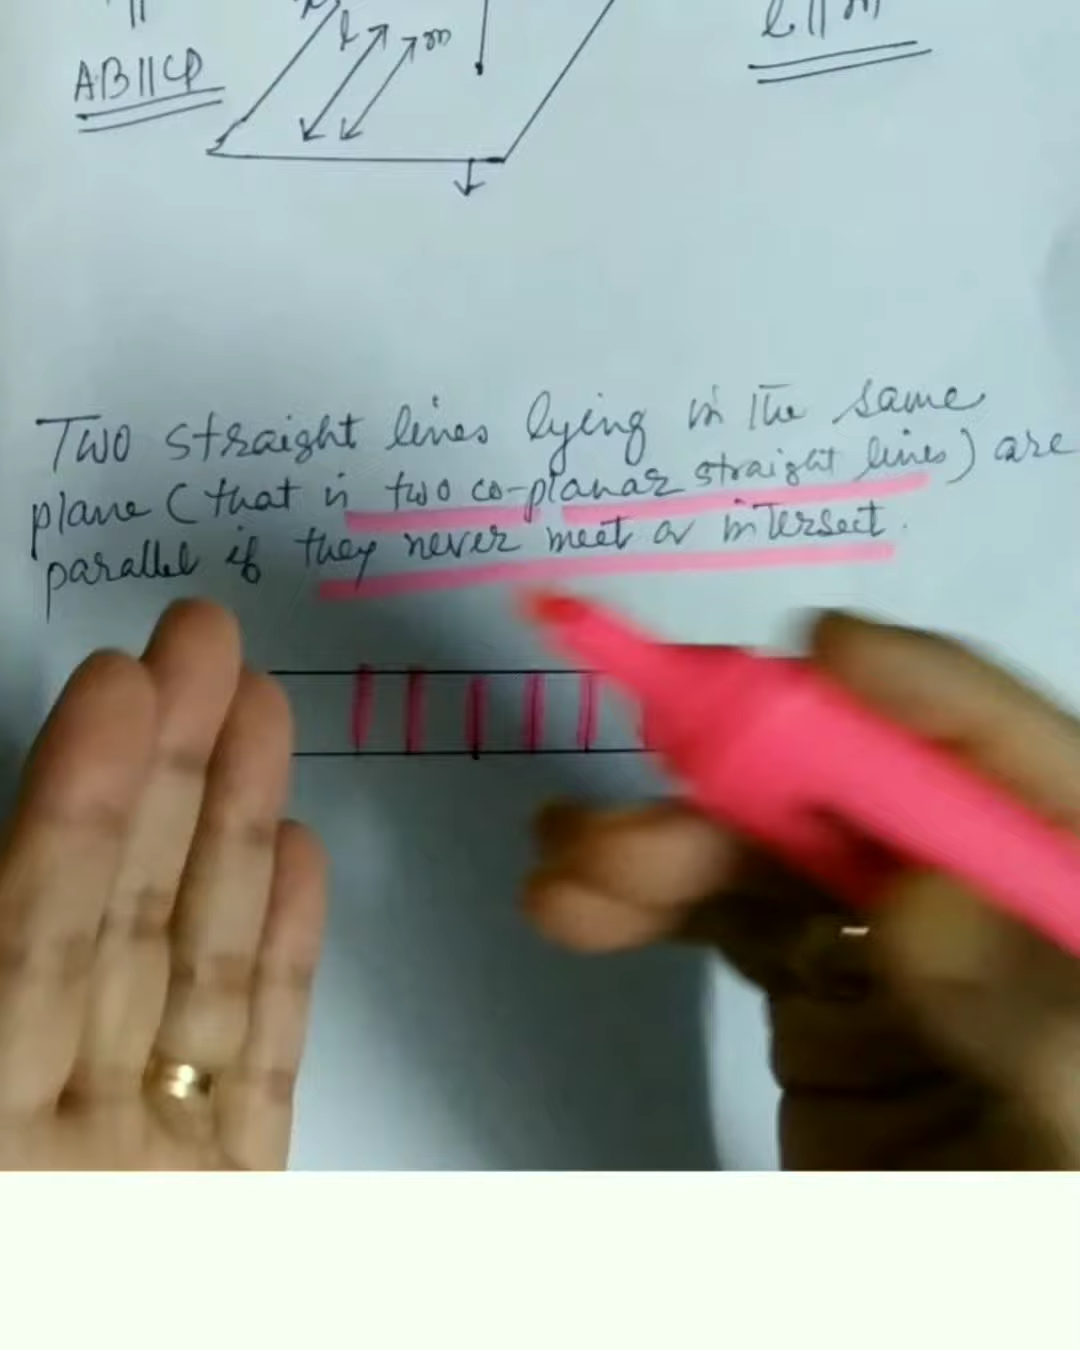 l m
l || m
AB||CD
Two straight lines lying in the same
plane (that is two co-planar straight lines) are
parallel if they never meet or intersect.